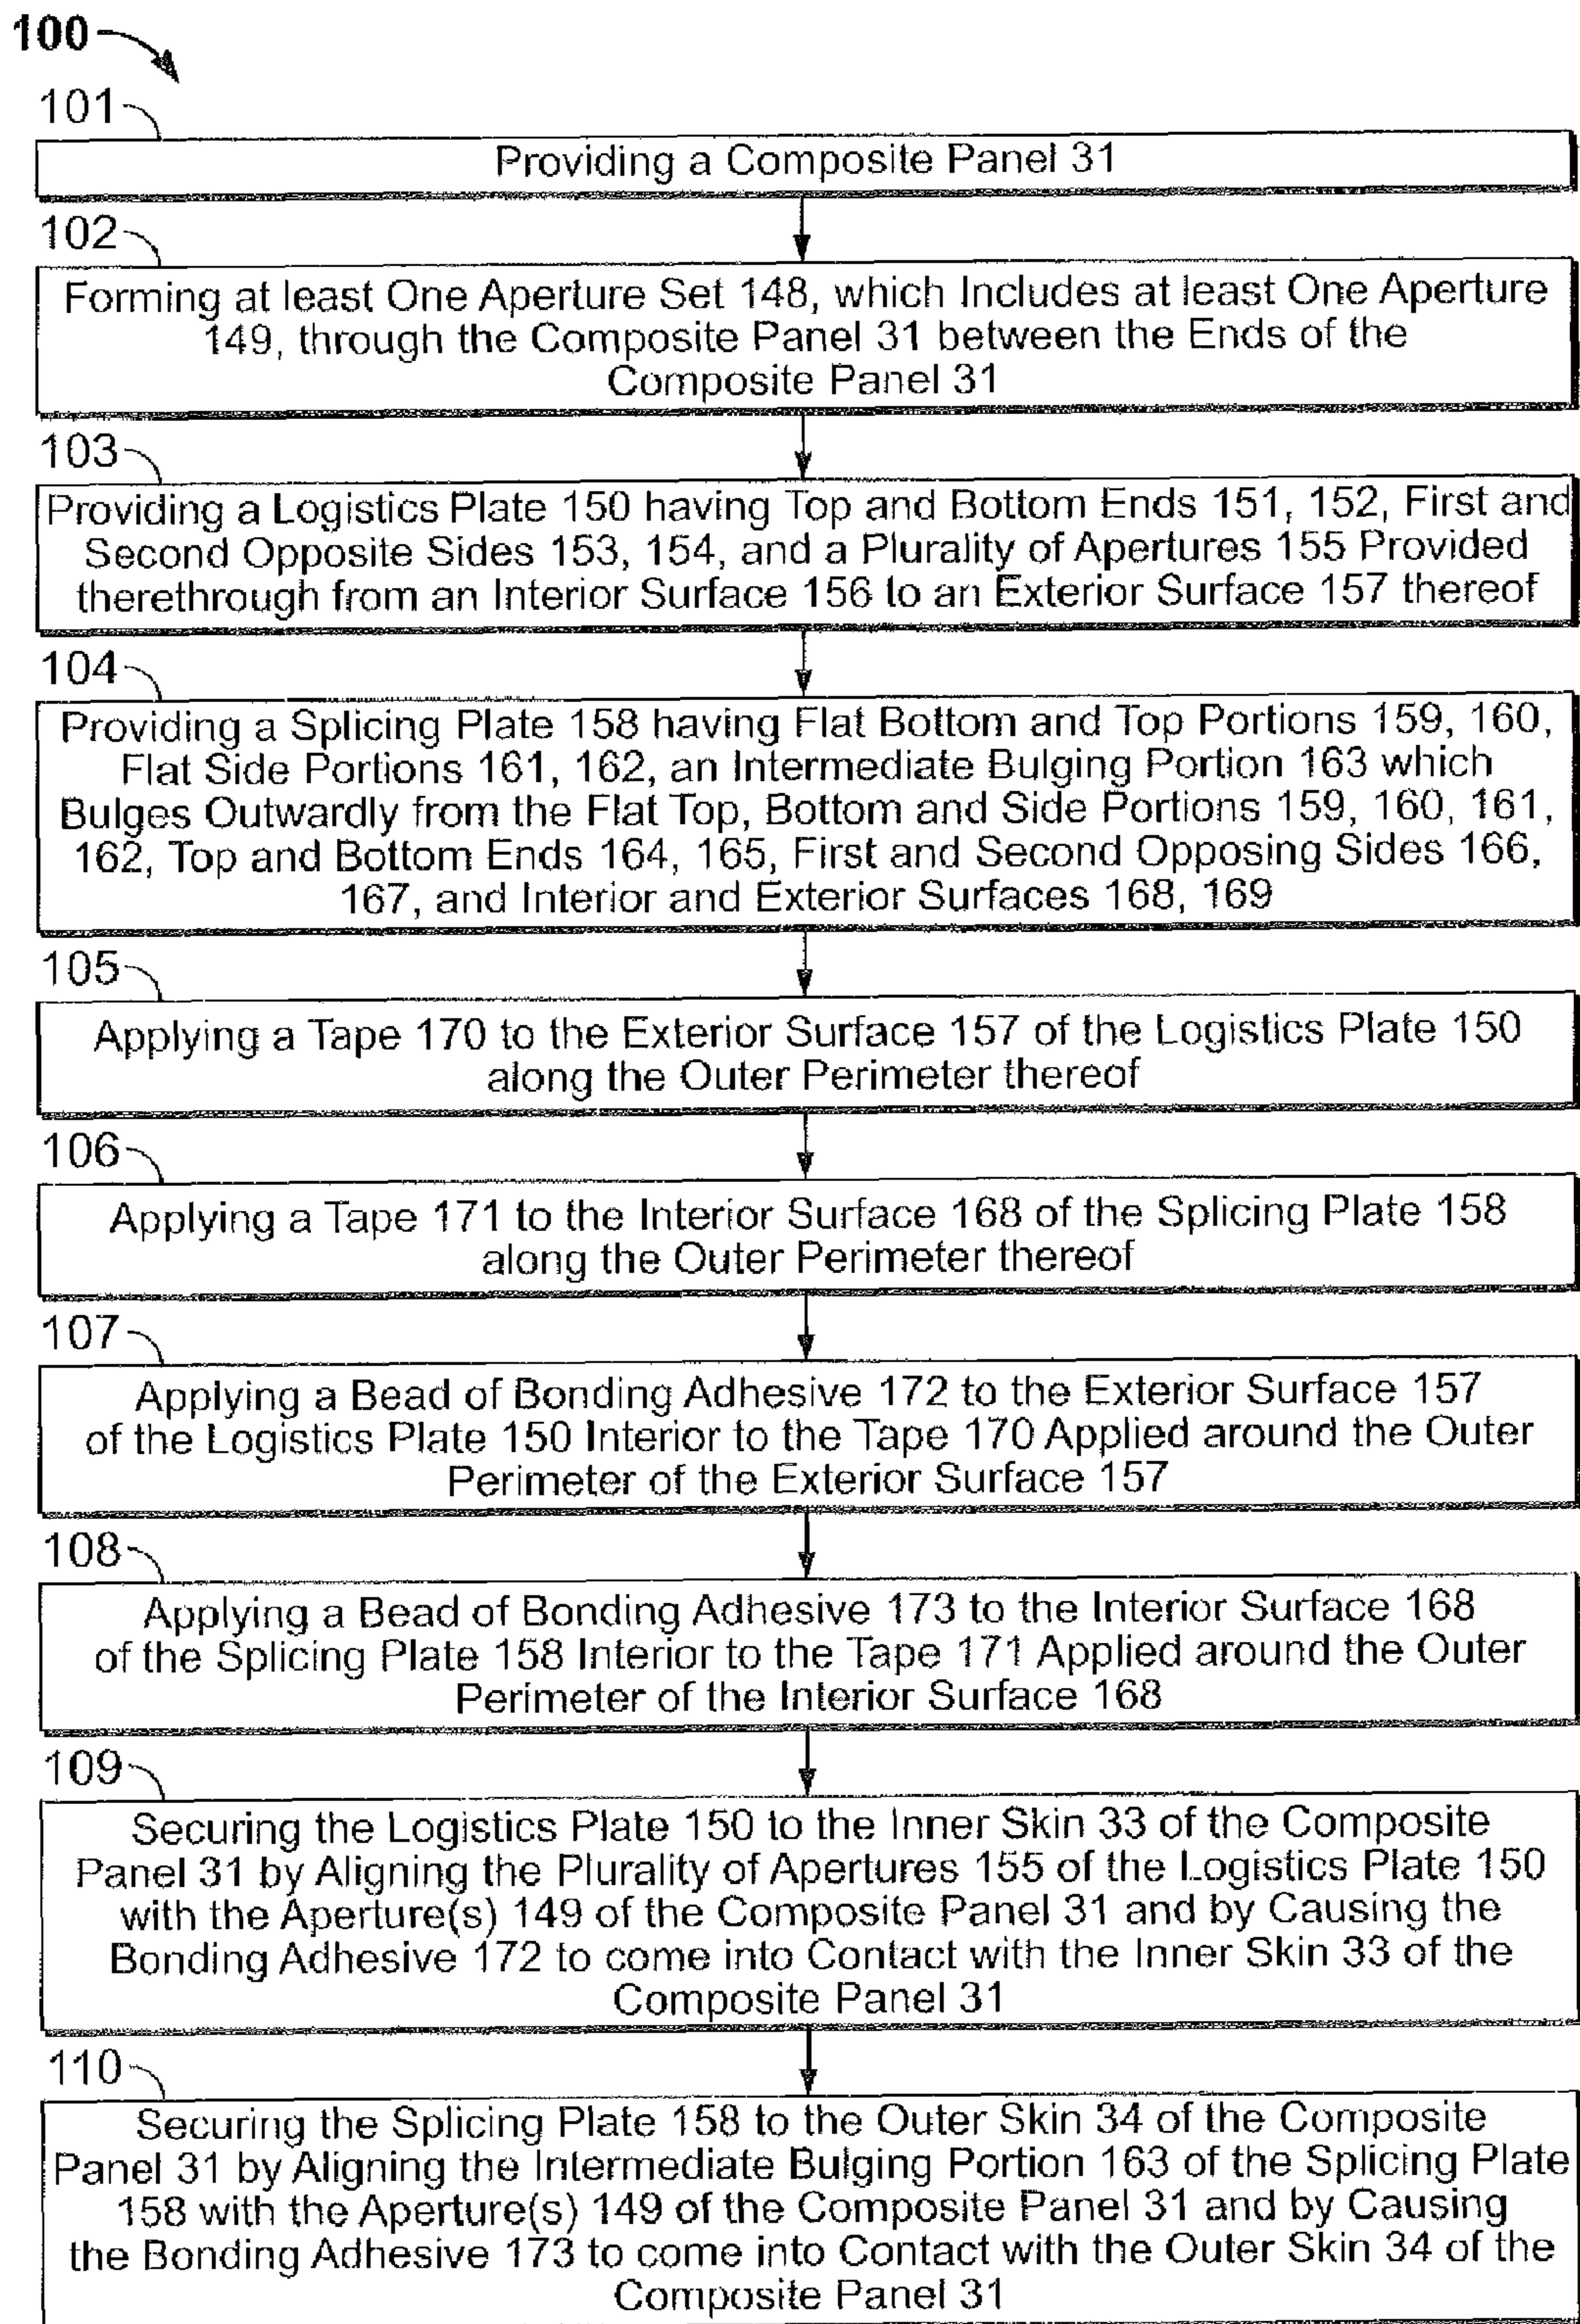 100
101
Providing a Composite Panel 31
102
Forming at least One Aperture Set 148, which Includes at least One Aperture
149, through the Composite Panel 31 between the Ends of the
Composite Panel 31
103
Providing a Logistics Plate 150 having Top and Bottom Ends 151, 152, First and
Second Opposite Sides 153, 154, and a Plurality of Apertures 155 Provided
therethrough from an Interior Surface 156 to an Exterior Surface 157 thereof
104
Providing a Splicing Plate 158 having Flat Bottom and Top Portions 159, 160,
Flat Side Portions 161, 162, an Intermediate Bulging Portion 163 which
Bulges Outwardly from the Flat Top, Bottom and Side Portions 159, 160, 161,
162, Top and Bottom Ends 164, 165, First and Second Opposing Sides 166,
167, and Interior and Exterior Surfaces 168, 169
105
Applying a Tape 170 to the Exterior Surface 157 of the Logistics Plate 150
along the Outer Perimeter thereof
106
Applying a Tape 171 to the Interior Surface 168 of the Splicing Plate 158
along the Outer Perimeter thereof
107
Applying a Bead of Bonding Adhesive 172 to the Exterior Surface 157
of the Logistics Plate 150 Interior to the Tape 170 Applied around the Outer
Perimeter of the Exterior Surface 157
108
Applying a Bead of Bonding Adhesive 173 to the Interior Surface 168
of the Splicing Plate 158 Interior to the Tape 171 Applied around the Outer
Perimeter of the Interior Surface 168
109
Securing the Logistics Plate 150 to the Inner Skin 33 of the Composite
Panel 31 by Aligning the Plurality of Apertures 155 of the Logistics Plate 150
with the Aperture(s) 149 of the Composite Panel 31 and by Causing the
Bonding Adhesive 172 to come into Contact with the Inner Skin 33 of the
Composite Panel 31
110
Securing the Splicing Plate 158 to the Outer Skin 34 of the Composite
Panel 31 by Aligning the Intermediate Bulging Portion 163 of the Splicing Plate
158 with the Aperture(s) 149 of the Composite Panel 31 and by Causing
the Bonding Adhesive 173 to come into Contact with the Outer Skin 34 of the
Composite Panel 31